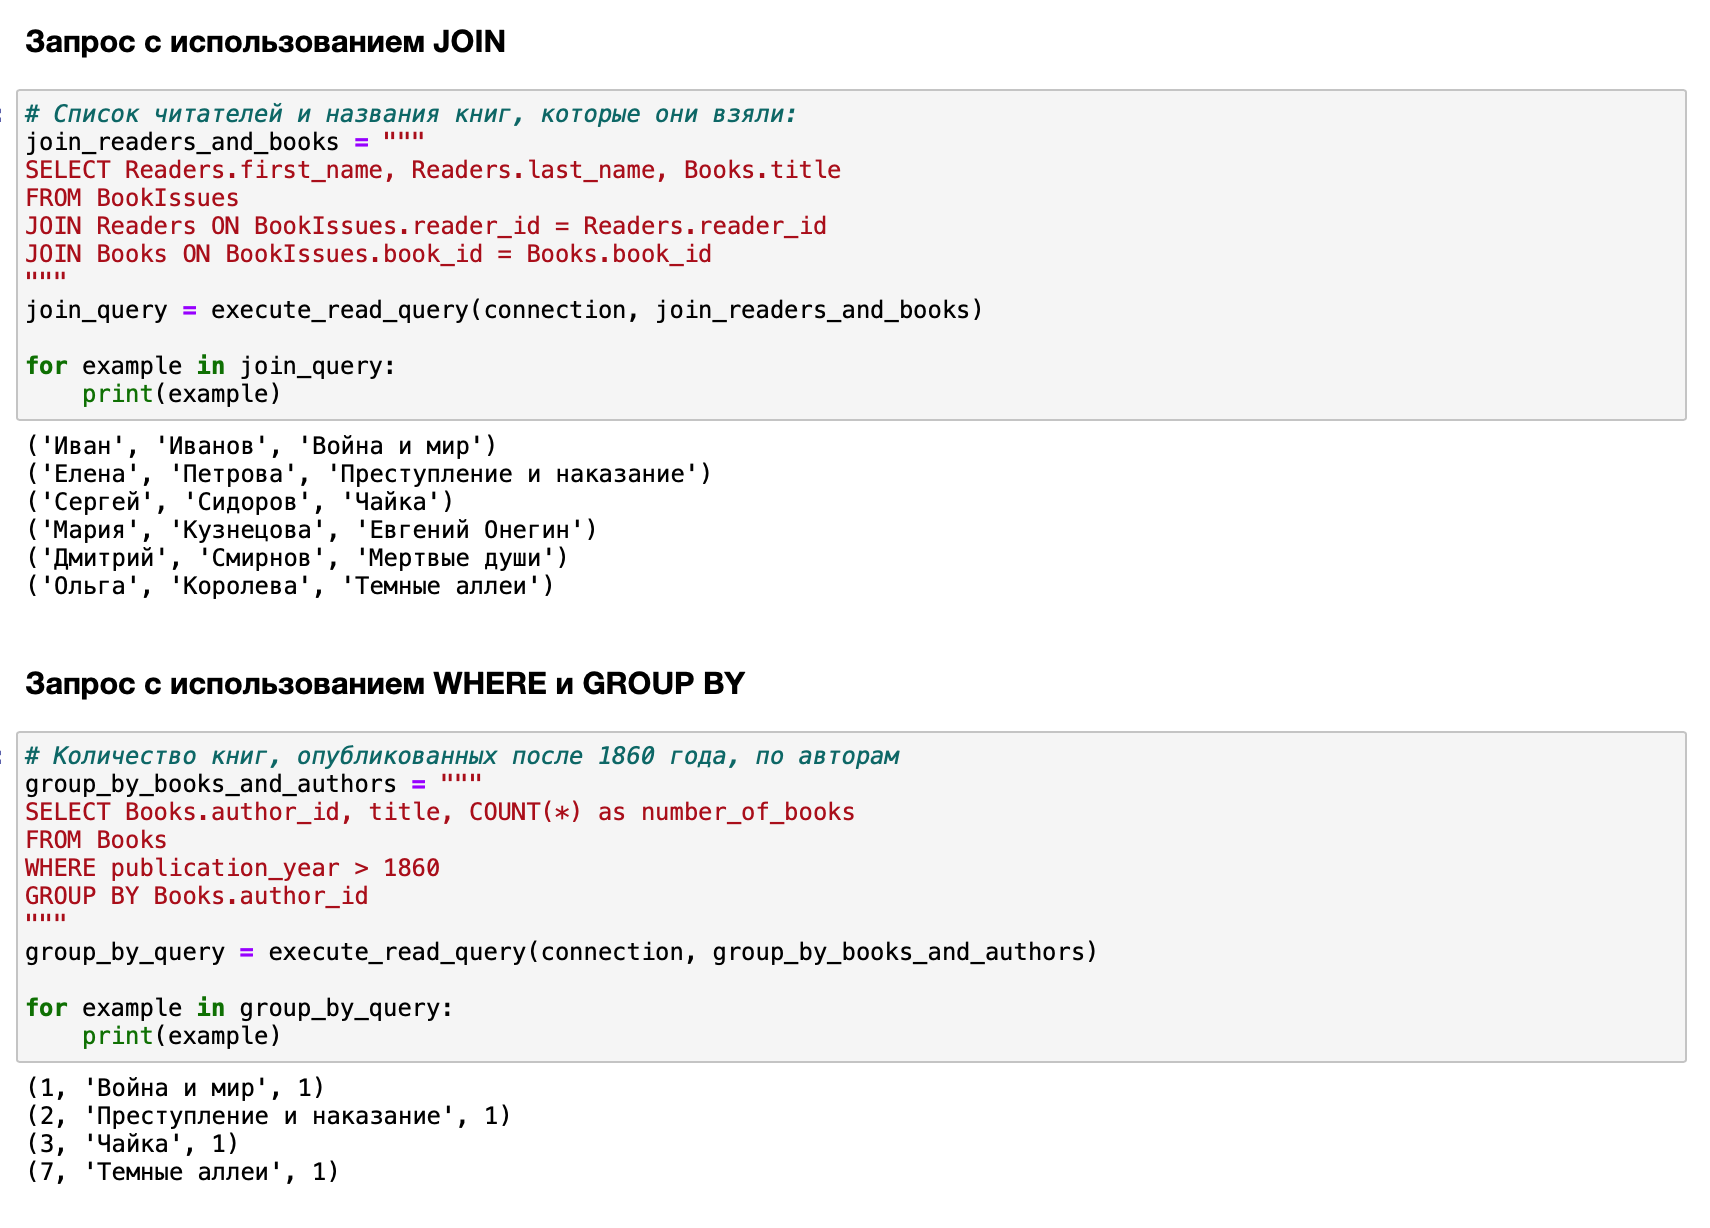 Запрос с использованием JOIN
# Список читателей и названия книг, которые они взяли:
join_readers_and_books = """
SELECT Readers.first_name, Readers.last_name, Books.title
FROM BookIssues
JOIN Readers ON BookIssues.reader_id = Readers.reader_id
JOIN Books ON BookIssues.book_id = Books.book_id
"""
join_query = execute_read_query(connection, join_readers_and_books)
for example in join_query:
    print(example)
('Иван', 'Иванов', 'Война и мир')
('Елена', 'Петрова', 'Преступление и наказание')
('Сергей', 'Сидоров', 'Чайка')
('Мария', 'Кузнецова', 'Евгений Онегин')
('Дмитрий', 'Смирнов', 'Мертвые души')
('Ольга', 'Королева', 'Темные аллеи')
Запрос с использованием WHERE и GROUP BY
# Количество книг, опубликованных после 1860 года, по авторам
group_by_books_and_authors = """
SELECT Books.author_id, title, COUNT(*) as number_of_books
FROM Books
WHERE publication_year > 1860
GROUP BY Books.author_id
"""
group_by_query = execute_read_query(connection, group_by_books_and_authors)
for example in group_by_query:
    print(example)
(1, 'Война и мир', 1)
(2, 'Преступление и наказание', 1)
(3, 'Чайка', 1)
(7, 'Темные аллеи', 1)